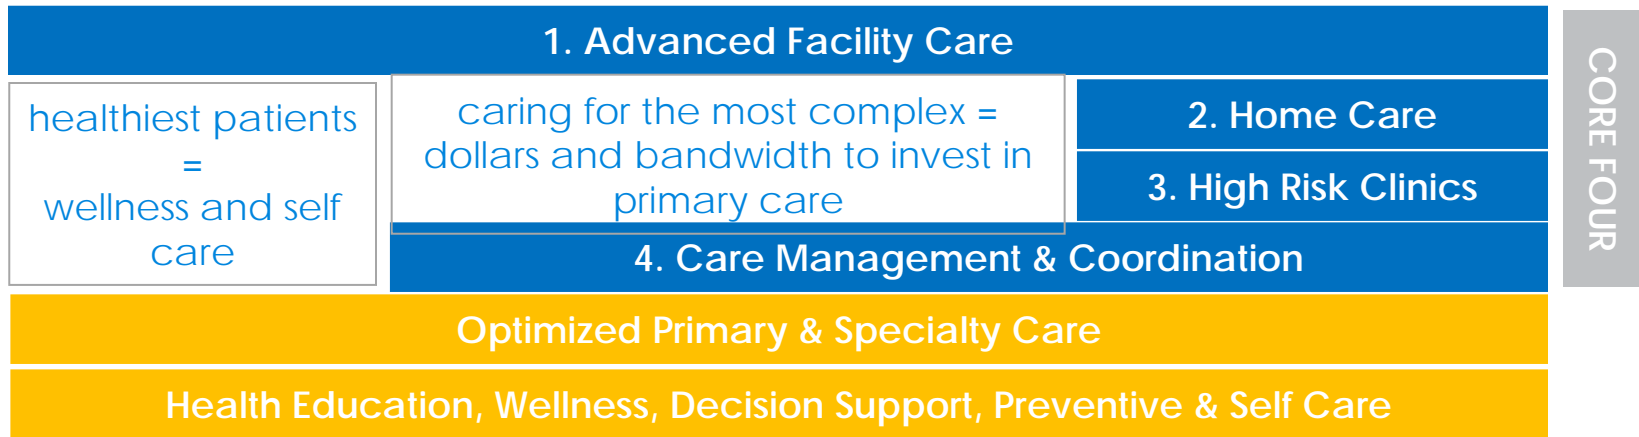 1. Advanced Facility Care
healthiest patients
=
wellness and self
care
caring for the most complex =
dollars and bandwidth to invest in
primary care
2. Home Care
3. High Risk Clinics
4. Care Management & Coordination
Optimized Primary & Specialty Care
Health Education, Wellness, Decision Support, Preventive & Self Care
CORE FOUR